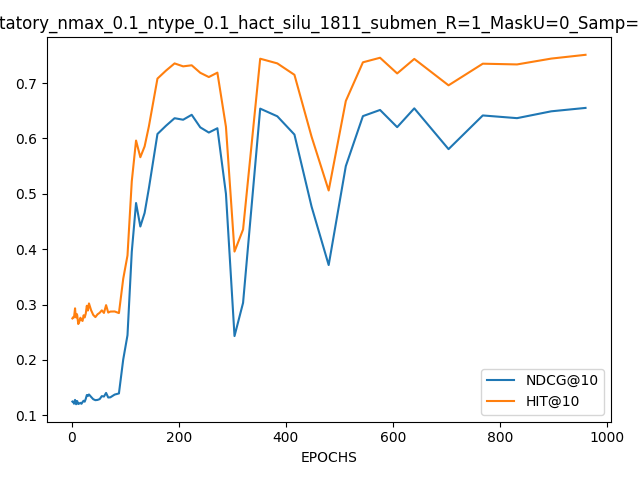 tatory_nmax_0.1_ntype_0.1_hact_silu_1811_submen_R=1_MaskU=0_Samp=
0.7
0.6
0.5
0.4
0.3
0.2
0.1
NDCG@10
HIT@10
0 200 400 600 800 1000
EPOCHS